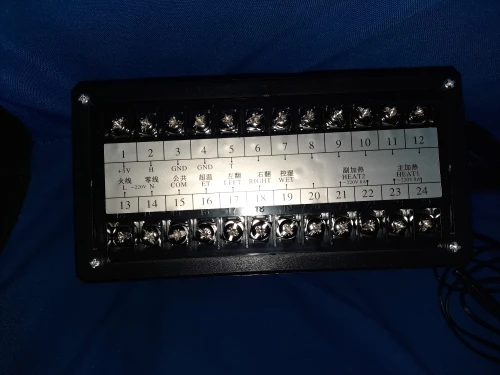 1 2 3 4 5 6 7 8 9 10 11 12
+5V H GND GND T
火线 零线 公共 超温 左翻 右翻 控湿 副加热 主加热
L ~220V N COM ET LEFT RIGHT WET HEAT2 HEAT1
13 14 15 16 17 18 19 20 21 22 23 24